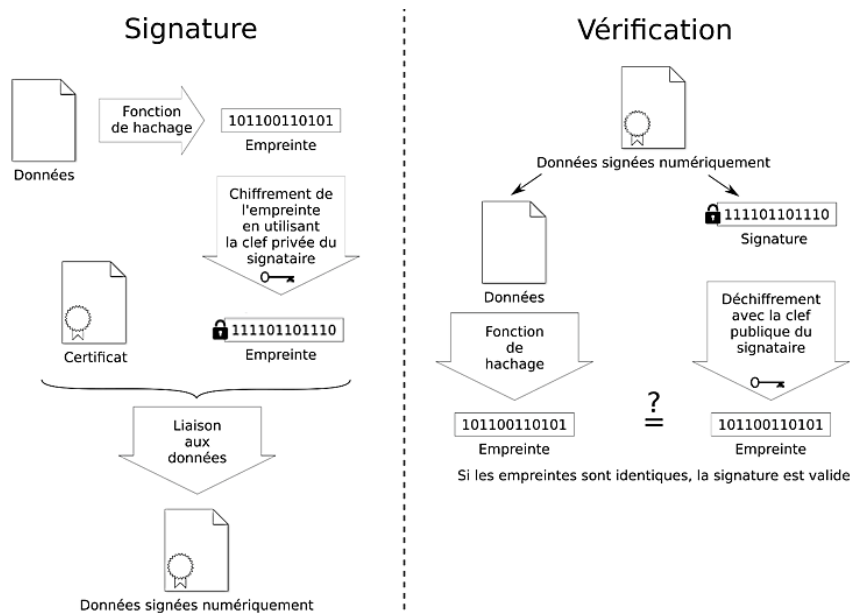 Signature
Données
Fonction
de hachage
101100110101
Empreinte
Chiffrement de
l'empreinte
en utilisant
la clef privée du
signataire
Certificat
111101101110
Empreinte
Liaison
aux
données
Données signées numériquement
Vérification
Données signées numériquement
Données
111101101110
Signature
Fonction
de
hachage
Déchiffrement
avec la clef
publique du
signataire
101100110101
Empreinte
?
=
101100110101
Empreinte
Si les empreintes sont identiques, la signature est valide